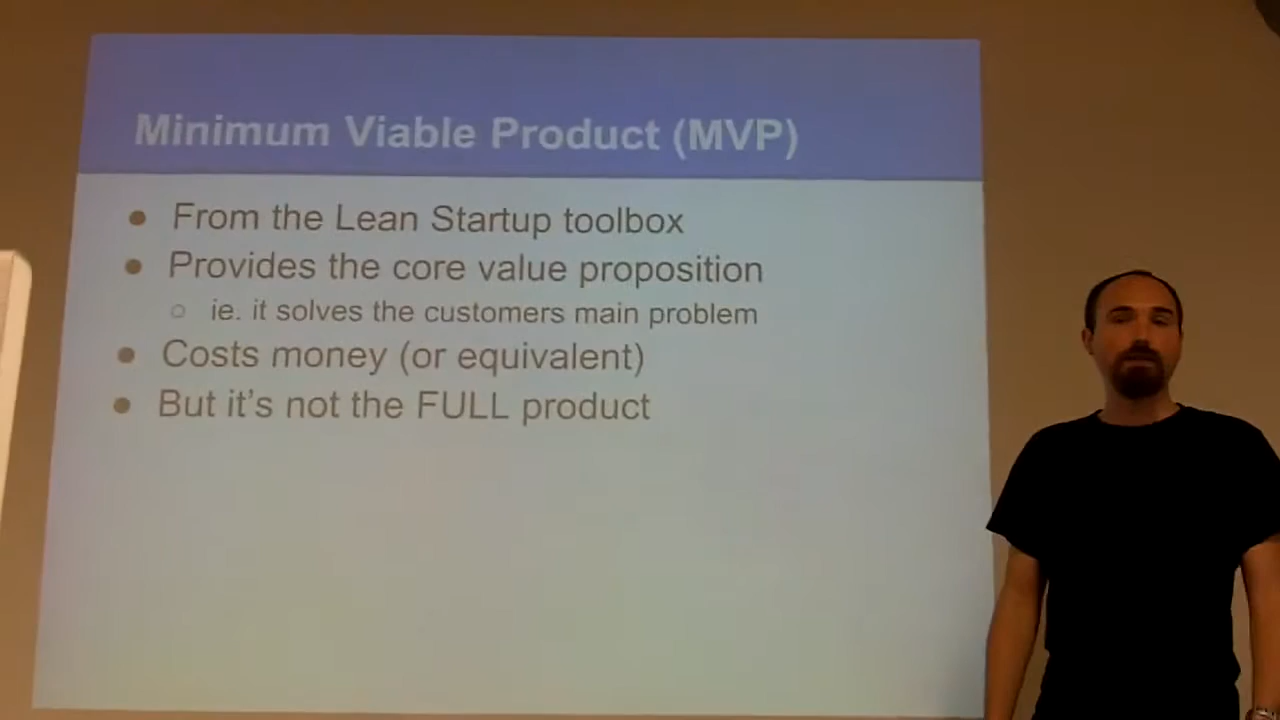 Minimum Viable Product (MVP)
● From the Lean Startup toolbox
● Provides the core value proposition
○ ie. it solves the customers main problem
● Costs money (or equivalent)
● But it's not the FULL product